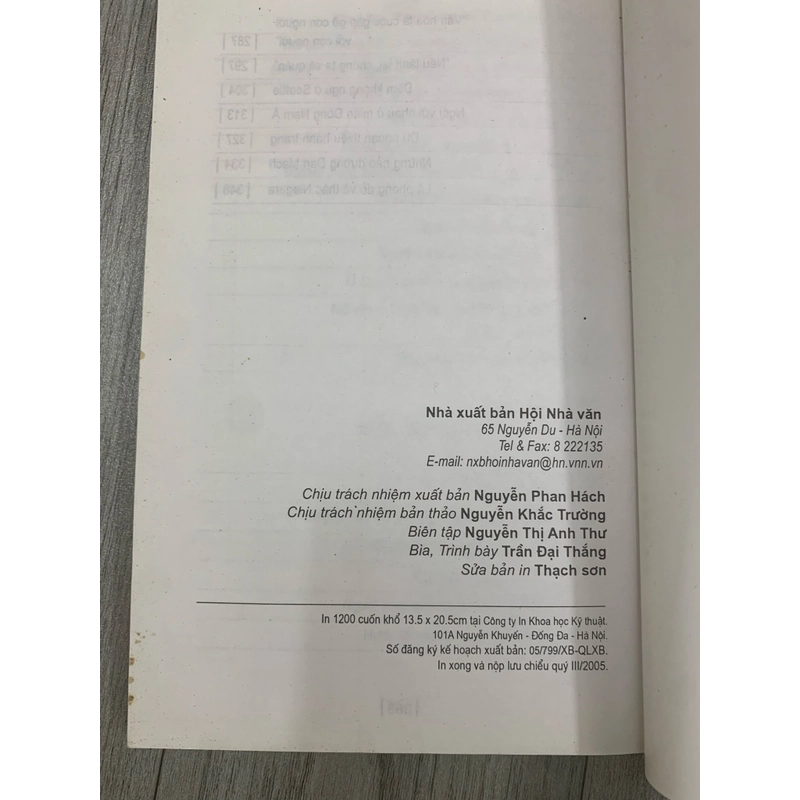 Nhà xuất bản Hội Nhà văn
65 Nguyễn Du - Hà Nội
Tel & Fax: 8 222135
E-mail: nxbhoinhavan@hn.vnn.vn
Chịu trách nhiệm xuất bản Nguyễn Phan Hách
Chịu trách nhiệm bản thảo Nguyễn Khắc Trường
Biên tập Nguyễn Thị Anh Thư
Bìa, Trình bày Trần Đại Thắng
Sửa bản in Thạch sơn
In 1200 cuốn khổ 13.5 x 20.5cm tại Công ty In Khoa học Kỹ thuật.
101A Nguyễn Khuyến - Đống Đa - Hà Nội.
Số đăng ký kế hoạch xuất bản: 05/799/XB-QLXB.
In xong và nộp lưu chiểu quý III/2005.